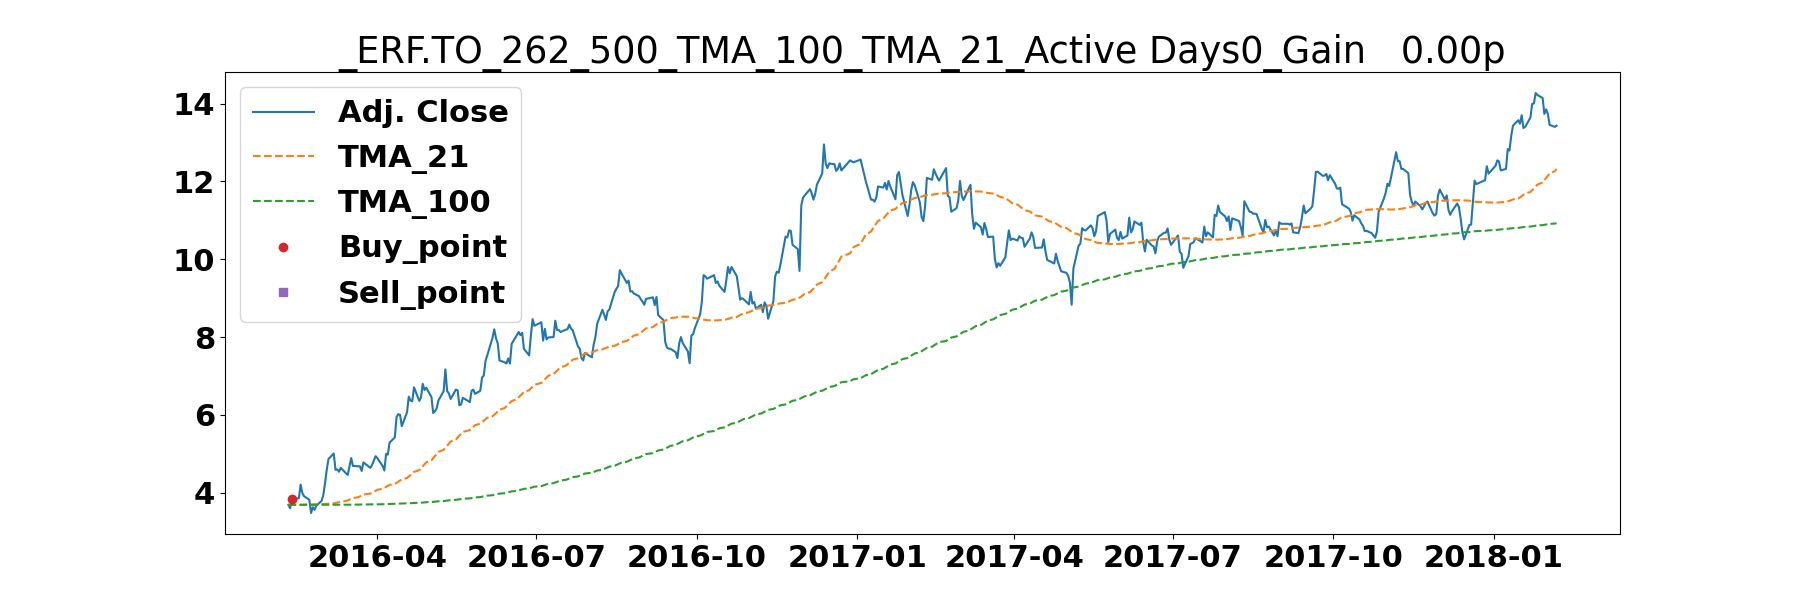 _ERF.TO_262_500_TMA_100_TMA_21_Active Days0_Gain   0.00p
Adj. Close
TMA_21
TMA_100
Buy_point
Sell_point
14
12
10
8
6
4
2016-04 2016-07 2016-10 2017-01 2017-04 2017-07 2017-10 2018-01